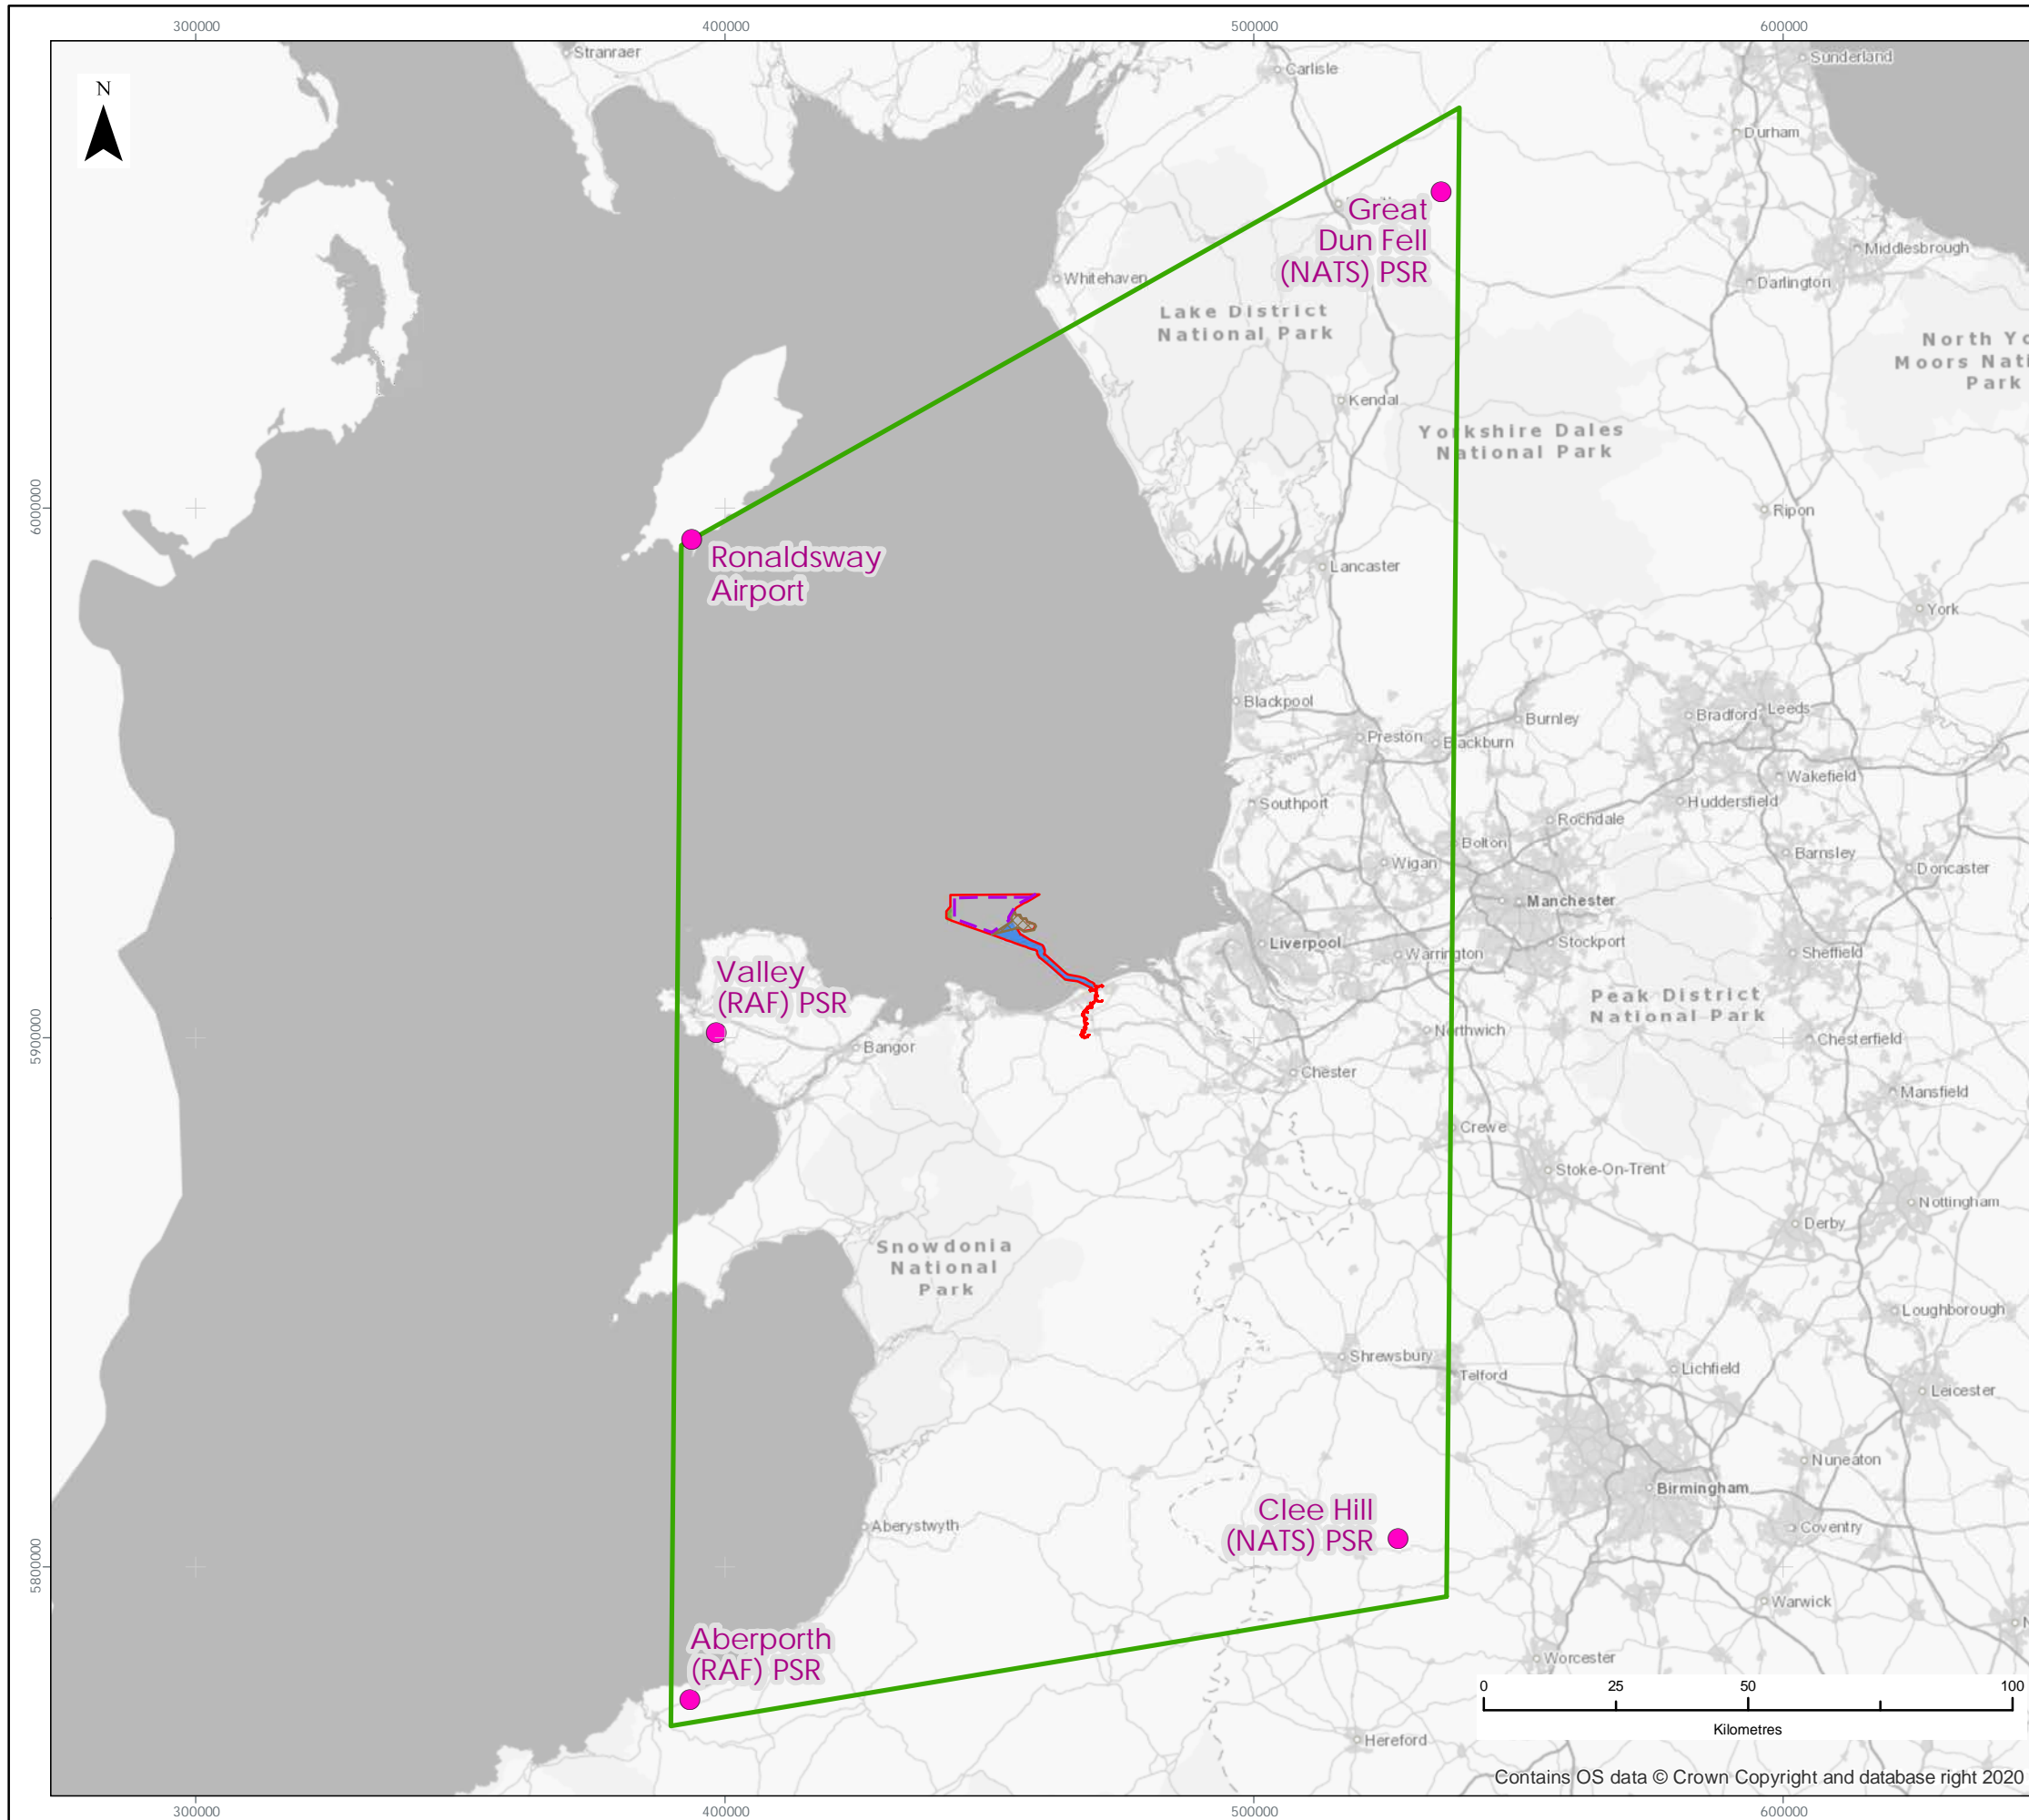 300000
400000
500000
600000
N
Stranraer
Carlisle
Sunderland
Durham
Great
Dun Fell
(NATS) PSR
Middlesbrough
Darlington
Whitehaven
Lake District
National Park
North Yo
Moors Nati
Park
Kendal
Yorkshire Dales
National Park
6000000
Ripon
Ronaldsway
Airport
Lancaster
York
Blackpool
Burnley
Bradford
Leeds
Preston
Blackburn
Wakefield
Southport
Huddersfield
Rochdale
Bolton
Wigan
Barnsley
Doncaster
Manchester
Liverpool
Stockport
Warrington
Sheffield
Valley
(RAF) PSR
Peak District
National Park
5900000
Northwich
Bangor
Chesterfield
Chester
Mansfield
Crewe
Stoke-On-Trent
Nottingham
Derby
Snowdonia
National
Park
Loughborough
Shrewsbury
Lichfield
Telford
Leicester
Nuneaton
Birmingham
Clee Hill
(NATS) PSR
Aberystwyth
Coventry
5800000
Warwick
N
Aberporth
(RAF) PSR
Worcester
0
25
50
100
Kilometres
Hereford
Contains OS data © Crown Copyright and database right 2020
300000
400000
500000
600000